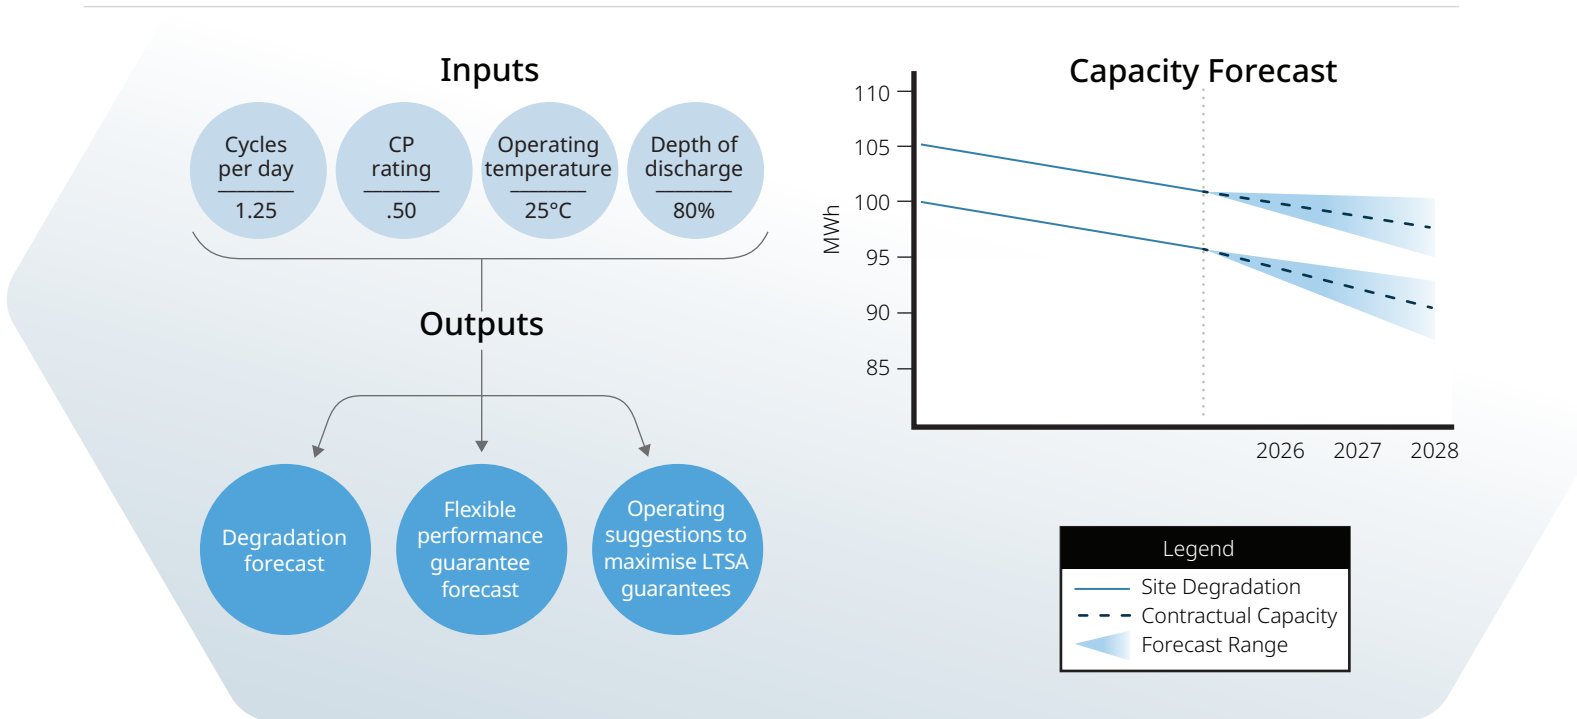 Inputs
Cycles
per day
1.25
CP
rating
.50
Operating
temperature
25°C
Depth of
discharge
80%
Outputs
Degradation
forecast
Flexible
performance
guarantee
forecast
Operating
suggestions to
maximise LTSA
guarantees
Capacity Forecast
MWh
110
105
100
95
90
85
2026
2027
2028
Legend
Site Degradation
Contractual Capacity
Forecast Range